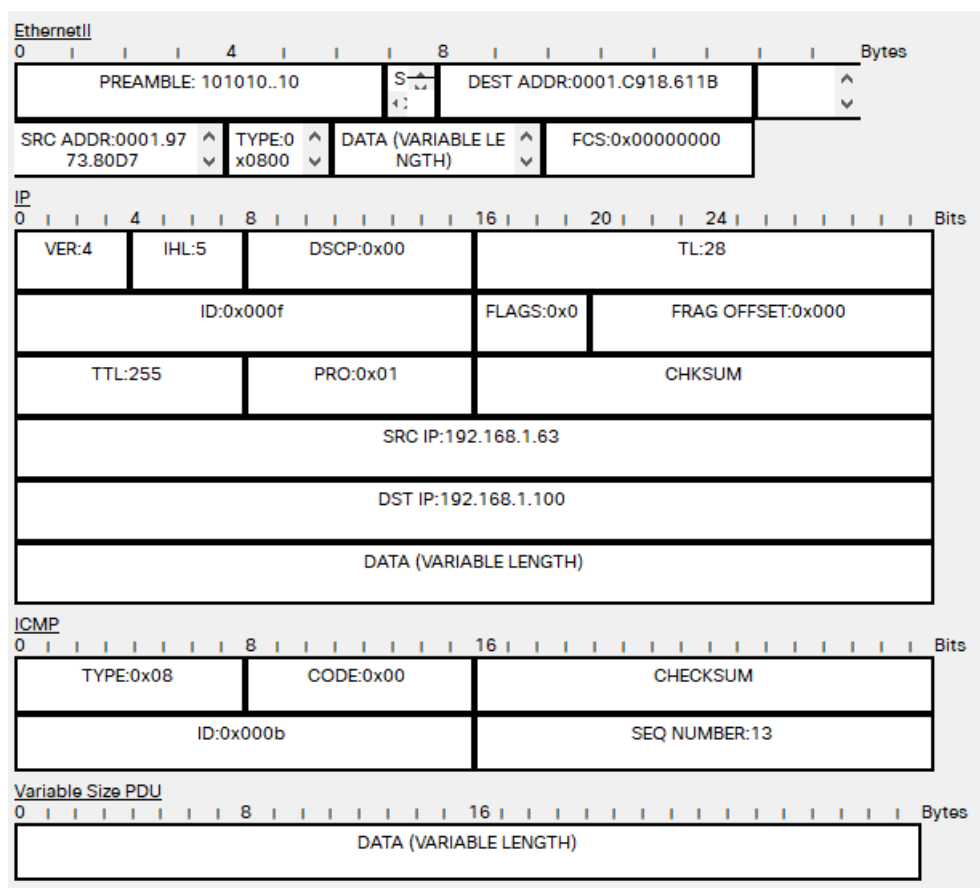 EthernetII
0 4 8 Bytes
PREAMBLE: 101010..10 S DEST ADDR:0001.C918.611B
SRC ADDR:0001.97 TYPE:0 DATA (VARIABLE LE FCS:0x00000000
73.80D7 x0800 NGTH)
IP
0 4 8 16 20 24 Bits
VER:4 IHL:5 DSCP:0x00 TL:28
ID:0x000f FLAGS:0x0 FRAG OFFSET:0x000
TTL:255 PRO:0x01 CHKSUM
SRC IP:192.168.1.63
DST IP:192.168.1.100
DATA (VARIABLE LENGTH)
ICMP
0 8 16 Bits
TYPE:0x08 CODE:0x00 CHECKSUM
ID:0x000b SEQ NUMBER:13
Variable Size PDU
0 8 16 Bytes
DATA (VARIABLE LENGTH)